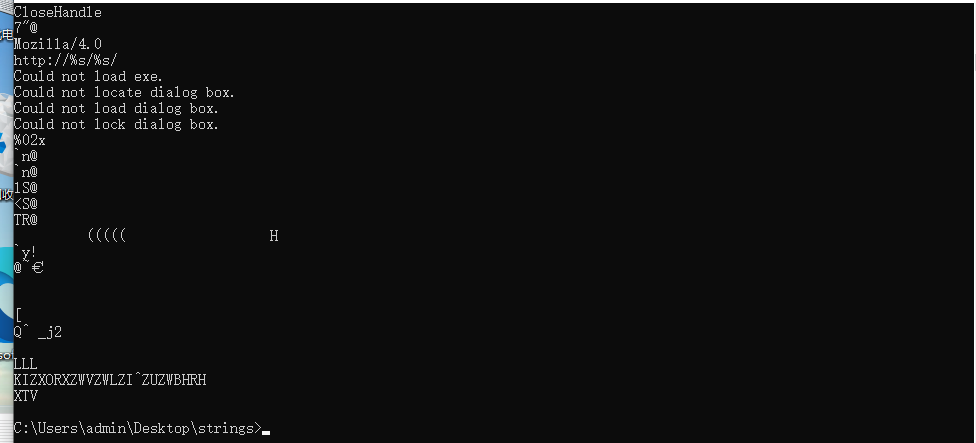 CloseHandle
7"@
Mozilla/4.0
http://%s/%s/
Could not load exe.
Could not locate dialog box.
Could not load dialog box.
Could not lock dialog box.
%02x
`n@
`n@
1S@
<S@
TR@
(((((                  H
`y!
@~€
[
Q^ _j2
LLL
KIZXORXZWVZWLZI^ZUZWBHRH
XTV
C:\Users\admin\Desktop\strings>